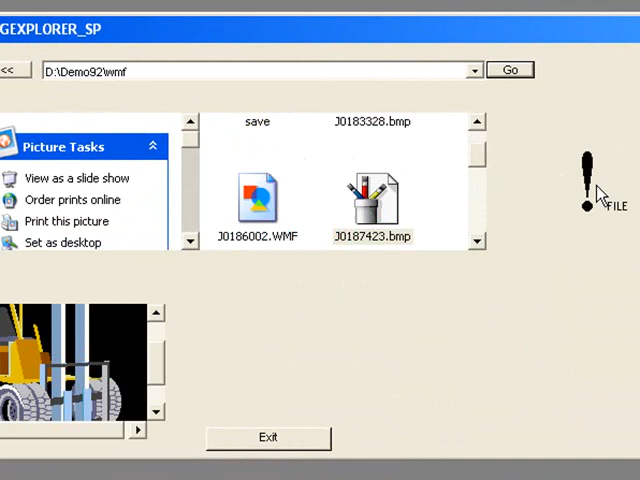 GEXPLORER_SP
<<
D:\Demo92\wmf
Go
save
J0183328.bmp
Picture Tasks
View as a slide show
Order prints online
Print this picture
Set as desktop
J0186002.WMF
J0187423.bmp
FILE
Exit